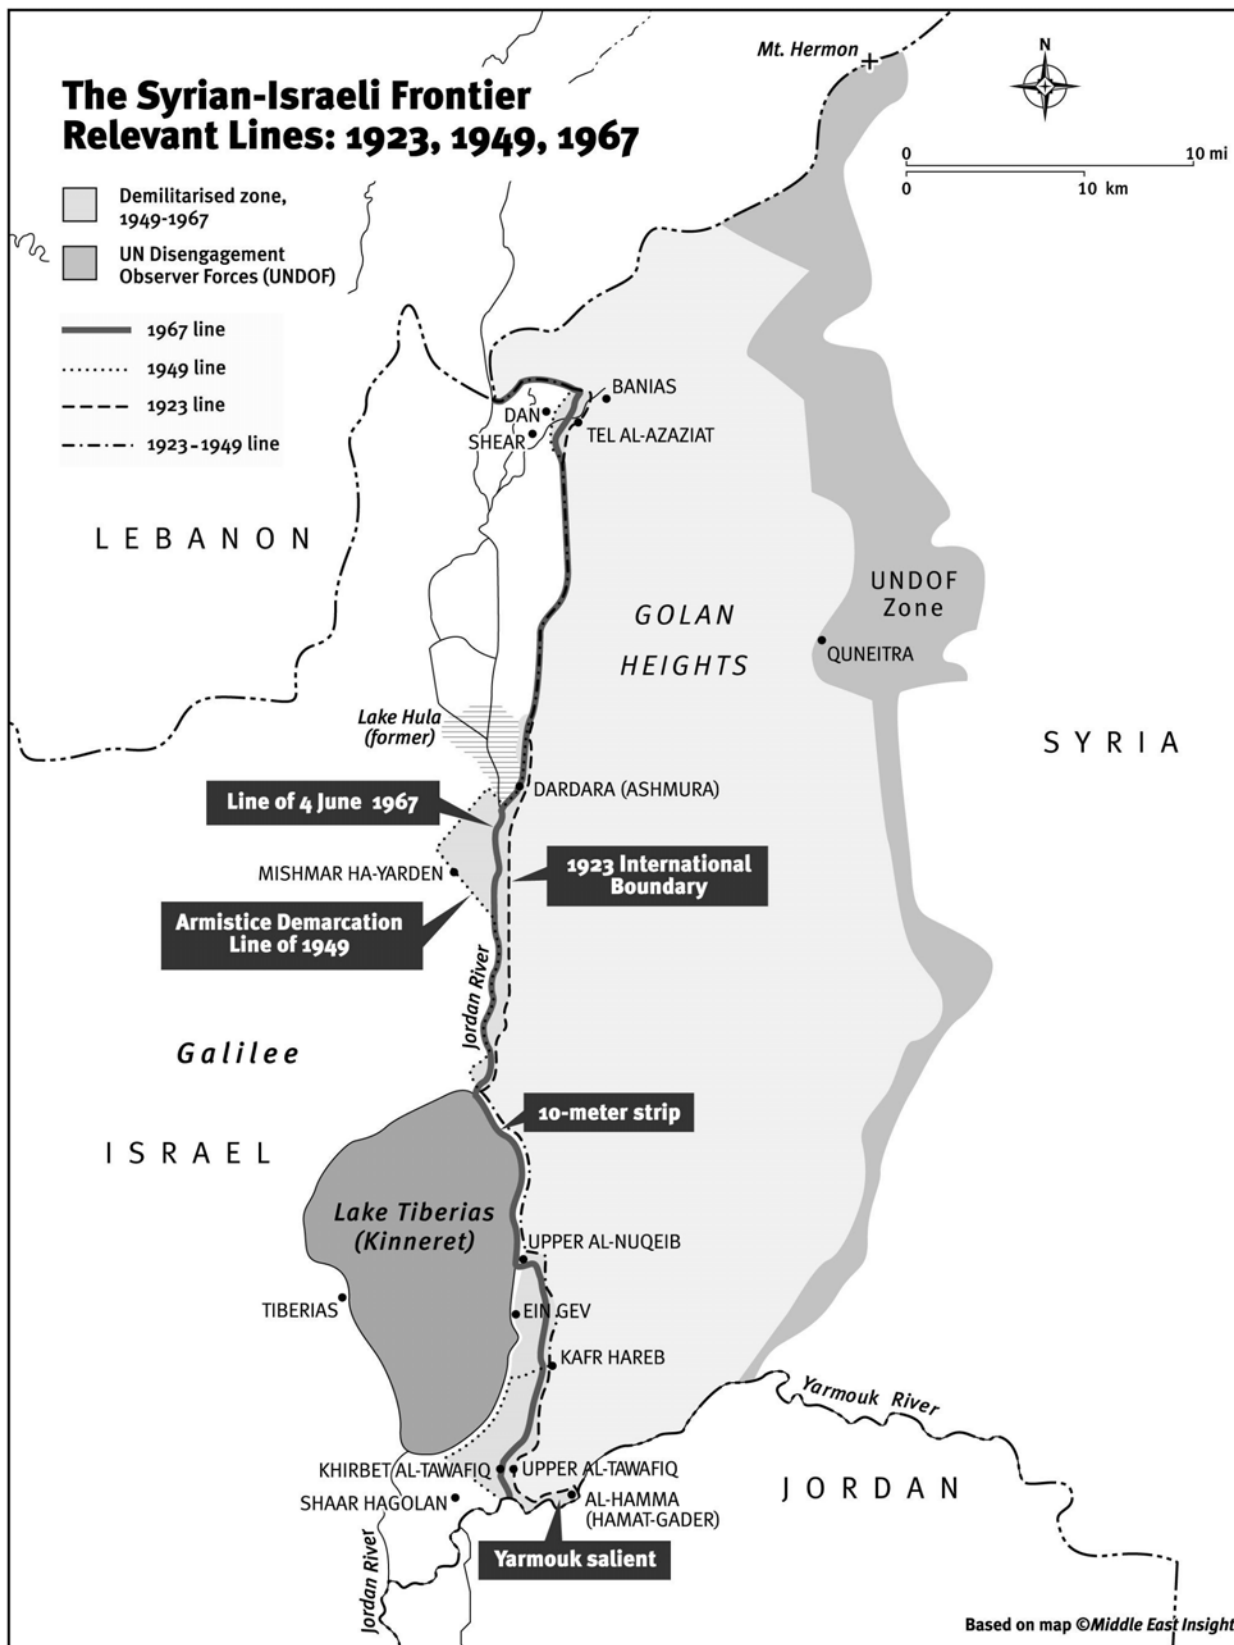 Mt. Hermon
N
The Syrian-Israeli Frontier
Relevant Lines: 1923, 1949, 1967
0 10 mi
0 10 km
Demilitarised zone,
1949-1967
UN Disengagement
Observer Forces (UNDOF)
1967 line
1949 line
1923 line
1923-1949 line
BANIAS
DAN
TEL AL-AZAZIAT
SHEAR
LEBANON
UNDOF
Zone
GOLAN
HEIGHTS
QUNEITRA
Lake Hula
(former)
SYRIA
DARDARA (ASHMURA)
Line of 4 June 1967
1923 International
Boundary
MISHMAR HA-YARDEN
Armistice Demarcation
Line of 1949
Jordan River
Galilee
10-meter strip
ISRAEL
Lake Tiberias
(Kinneret)
UPPER AL-NUQEIB
TIBERIAS
EIN GEV
KAFR HAREB
Yarmouk River
KHIRBET AL-TAWAFIQ
UPPER AL-TAWAFIQ
JORDAN
SHAAR HAGOLAN
AL-HAMMA
(HAMAT-GADER)
Yarmouk salient
Jordan River
Based on map ©Middle East Insight